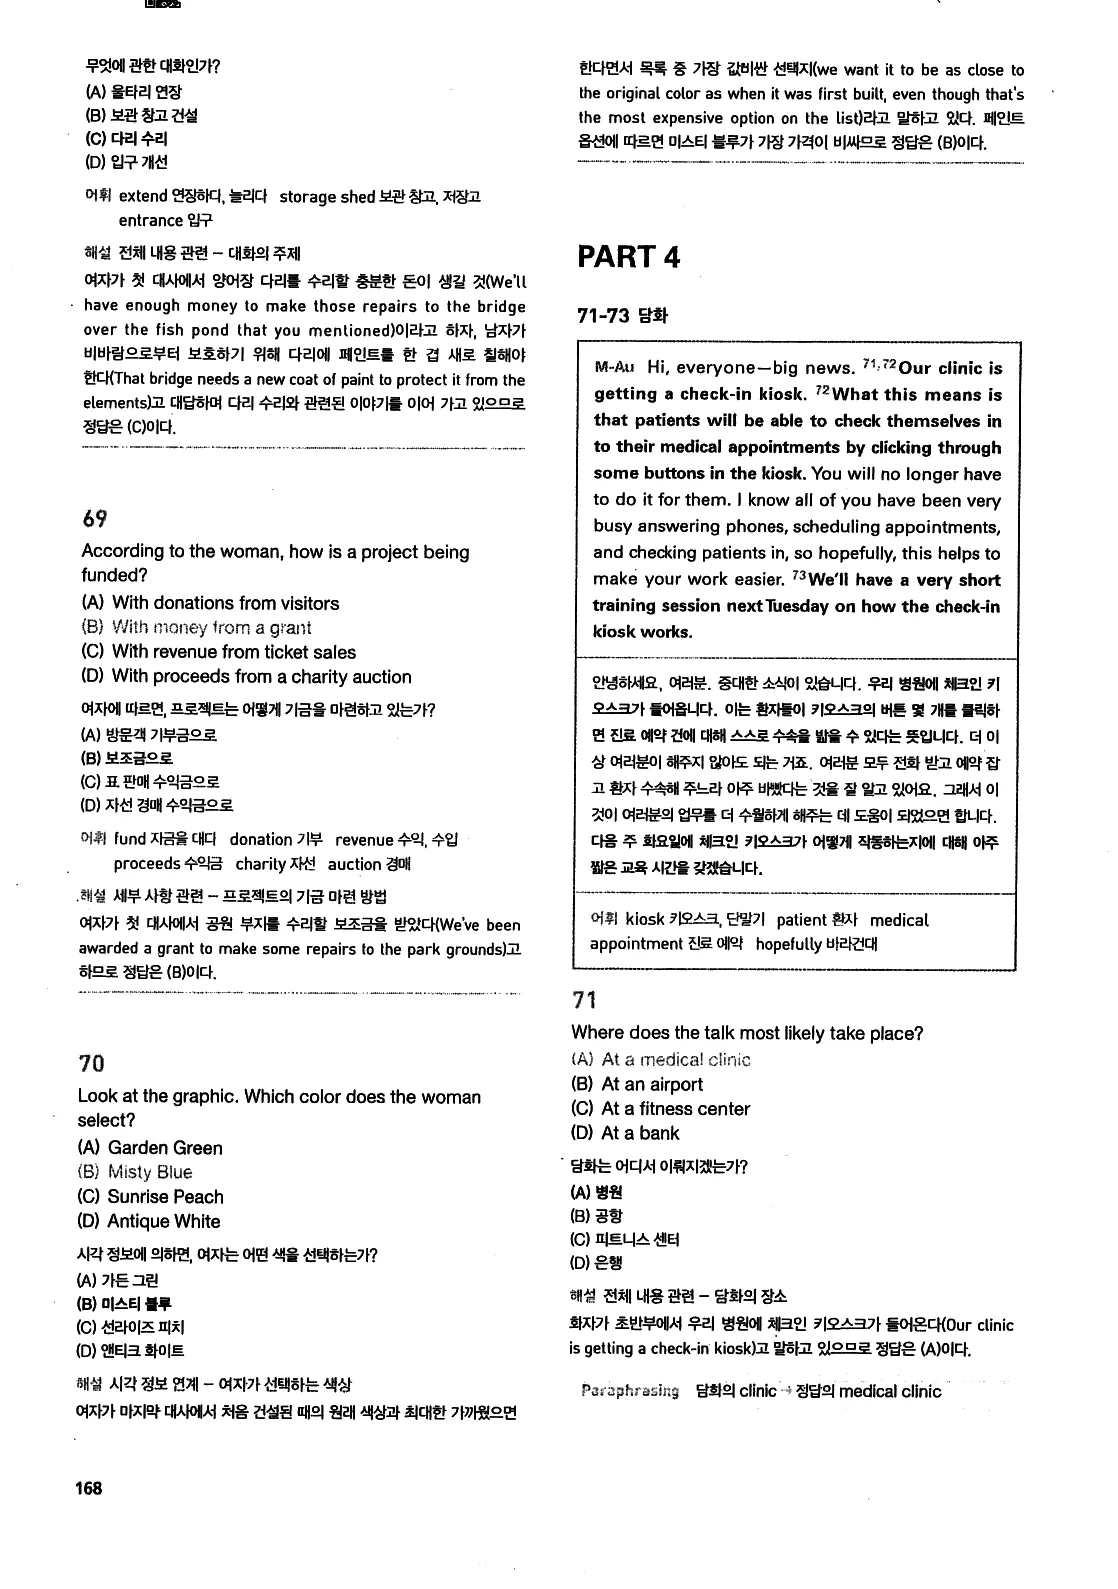 무엇에 관한 대화인가?
(A) 울타리 연장
(B) 보관 창고 건설
(C) 다리 수리
(D) 입구 개선
어휘 extend 연장하다, 늘리다 storage shed 보관 창고, 저장고
entrance 입구
해설 전체 내용 관련 – 대화의 주제
여자가 첫 대사에서 양어장 다리를 수리할 충분한 돈이 생길 것(We'll
have enough money to make those repairs to the bridge
over the fish pond that you mentioned)이라고 하자, 남자가
비바람으로부터 보호하기 위해 다리에 페인트를 한 겹 새로 칠해야
한다(That bridge needs a new coat of paint to protect it from the
elements)고 대답하며 다리 수리와 관련된 이야기를 이어 가고 있으므로
정답은 (C)이다.
69
According to the woman, how is a project being
funded?
(A) With donations from visitors
(B) With money from a grant
(C) With revenue from ticket sales
(D) With proceeds from a charity auction
여자에 따르면, 프로젝트는 어떻게 기금을 마련하고 있는가?
(A) 방문객 기부금으로
(B) 보조금으로
(C) 표 판매 수익금으로
(D) 자선 경매 수익금으로
어휘 fund 자금을 대다 donation 기부 revenue 수익, 수입
proceeds 수익금 charity 자선 auction 경매
해설 세부 사항 관련 – 프로젝트의 기금 마련 방법
여자가 첫 대사에서 공원 부지를 수리할 보조금을 받았다(We've been
awarded a grant to make some repairs to the park grounds)고
하므로 정답은 (B)이다.
70
Look at the graphic. Which color does the woman
select?
(A) Garden Green
(B) Misty Blue
(C) Sunrise Peach
(D) Antique White
시각 정보에 의하면, 여자는 어떤 색을 선택하는가?
(A) 가든 그린
(B) 미스티 블루
(C) 선라이즈 피치
(D) 앤티크 화이트
해설 시각 정보 연계 – 여자가 선택하는 색상
여자가 마지막 대사에서 처음 건설된 때의 원래 색상과 최대한 가까웠으면
한다면서 목록 중 가장 값비싼 선택지(we want it to be as close to
the original color as when it was first built, even though that's
the most expensive option on the list)라고 말하고 있다. 페인트
옵션에 따르면 미스티 블루가 가장 가격이 비싸므로 정답은 (B)이다.
PART 4
71-73 담화
M-Au Hi, everyone—big news. 71, 72Our clinic is
getting a check-in kiosk. 72What this means is
that patients will be able to check themselves in
to their medical appointments by clicking through
some buttons in the kiosk. You will no longer have
to do it for them. I know all of you have been very
busy answering phones, scheduling appointments,
and checking patients in, so hopefully, this helps to
make your work easier. 73We'll have a very short
training session next Tuesday on how the check-in
kiosk works.
안녕하세요, 여러분. 중대한 소식이 있습니다. 우리 병원에 체크인 키
오스크가 들어옵니다. 이는 환자들이 키오스크의 버튼 몇 개를 클릭하
면 진료 예약 건에 대해 스스로 수속을 밟을 수 있다는 뜻입니다. 더 이
상 여러분이 해주지 않아도 되는 거죠. 여러분 모두 전화 받고 예약 잡
고 환자 수속해 주느라 아주 바빴다는 것을 잘 알고 있어요. 그래서 이
것이 여러분의 업무를 더 수월하게 해주는 데 도움이 되었으면 합니다.
다음 주 화요일에 체크인 키오스크가 어떻게 작동하는지에 대해 아주
짧은 교육 시간을 갖겠습니다.
어휘 kiosk 키오스크, 단말기 patient 환자 medical
appointment 진료 예약 hopefully 바라건대
71
Where does the talk most likely take place?
(A) At a medical clinic
(B) At an airport
(C) At a fitness center
(D) At a bank
담화는 어디서 이뤄지겠는가?
(A) 병원
(B) 공항
(C) 피트니스 센터
(D) 은행
해설 전체 내용 관련 – 담화의 장소
화자가 초반부에서 우리 병원에 체크인 키오스크가 들어온다(Our clinic
is getting a check-in kiosk)고 말하고 있으므로 정답은 (A)이다.
Paraphrasing 담화의 clinic → 정답의 medical clinic
168